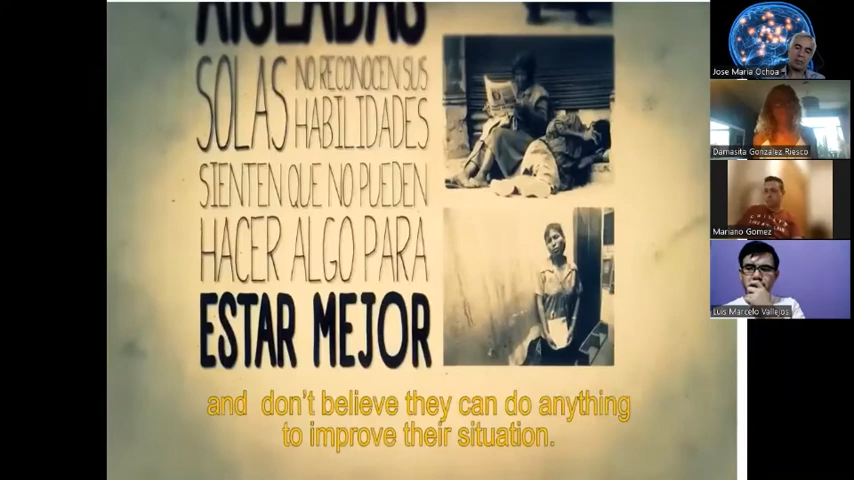 AISLADAS
SOLAS
NO RECONOCEN SUS
HABILIDADES
SIENTEN QUE NO PUEDEN
HACER ALGO PARA
ESTAR MEJOR
and don't believe they can do anything
to improve their situation.
Jose Maria Ochoa
Damasita Gonzalez Riesco
Mariano Gomez
Luis Marcelo Vallejos